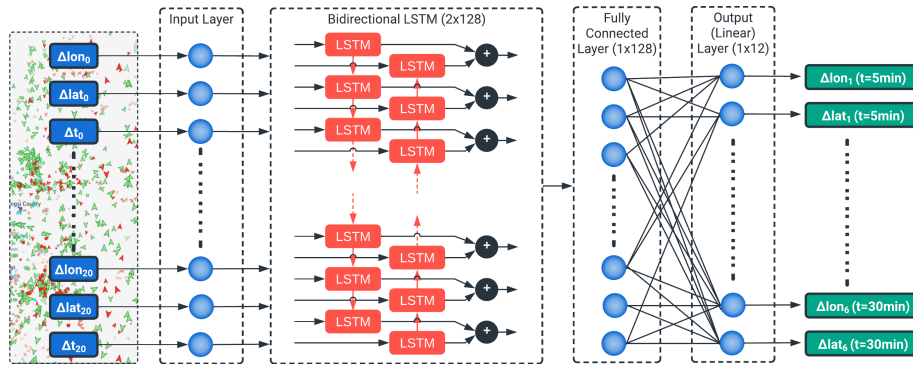 Input Layer
Bidirectional LSTM (2x128)
Fully
Connected
Layer (1x128)
Output
(Linear)
Layer (1x12)
Δlon₀
Δlat₀
Δt₀
Δlon₂₀
Δlat₂₀
Δt₂₀
LSTM
LSTM
LSTM
LSTM
LSTM
LSTM
LSTM
LSTM
LSTM
LSTM
LSTM
LSTM
+
+
+
+
+
+
Δlon₁ (t=5min)
Δlat₁ (t=5min)
Δlon₆ (t=30min)
Δlat₆ (t=30min)